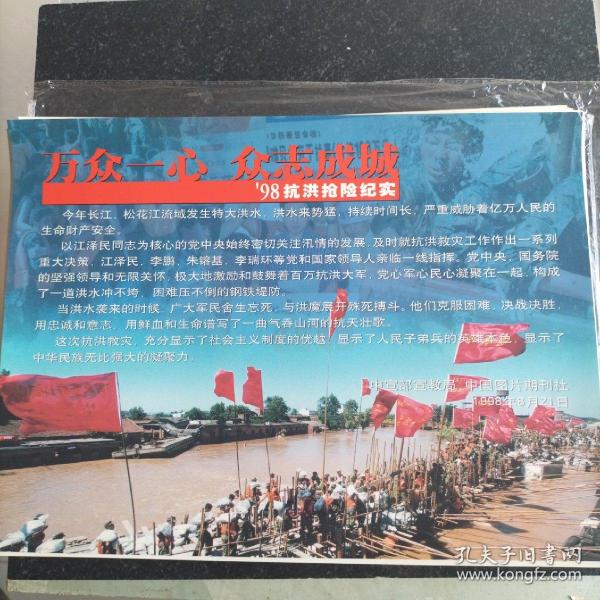 万众一心 众志成城
'98抗洪抢险纪实
今年长江、松花江流域发生特大洪水，洪水来势猛，持续时间长，严重威胁着亿万人民的
生命财产安全。
以江泽民同志为核心的党中央始终密切关注汛情的发展，及时就抗洪救灾工作作出一系列
重大决策，江泽民、李鹏、朱镕基、李瑞环等党和国家领导人亲临一线指挥。党中央、国务院
的坚强领导和无限关怀，极大地激励和鼓舞着百万抗洪大军，党心军心民心凝聚在一起，构成
了一道洪水冲不垮、困难压不倒的钢铁堤防。
当洪水袭来的时候，广大军民舍生忘死，与洪魔展开殊死搏斗。他们克服困难，决战决胜，
用忠诚和意志，用鲜血和生命谱写了一曲气吞山河的抗天壮歌。
这次抗洪救灾，充分显示了社会主义制度的优越，显示了人民子弟兵的英雄本色，显示了
中华民族无比强大的凝聚力。
中宣部宣教局 中国图片期刊社
1998年8月21日
孔夫子旧书网
www.kongfz.com